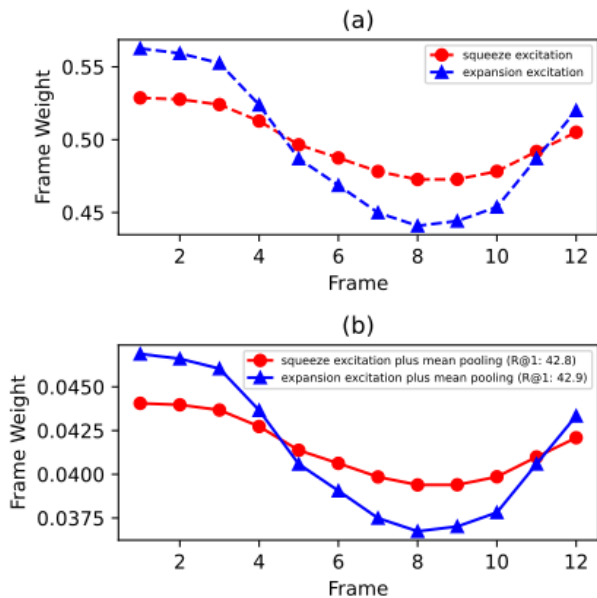 (a)
squeeze excitation
expansion excitation
0.55
0.50
0.45
Frame Weight
2 4 6 8 10 12
Frame
(b)
squeeze excitation plus mean pooling (R@1: 42.8)
expansion excitation plus mean pooling (R@1: 42.9)
0.0450
0.0425
0.0400
0.0375
Frame Weight
2 4 6 8 10 12
Frame